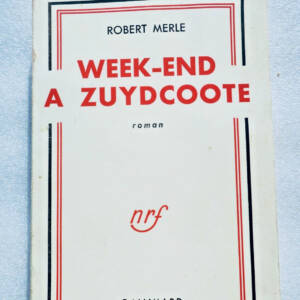 ROBERT MERLE
WEEK-END
A ZUYDCOOTE
roman
nrf